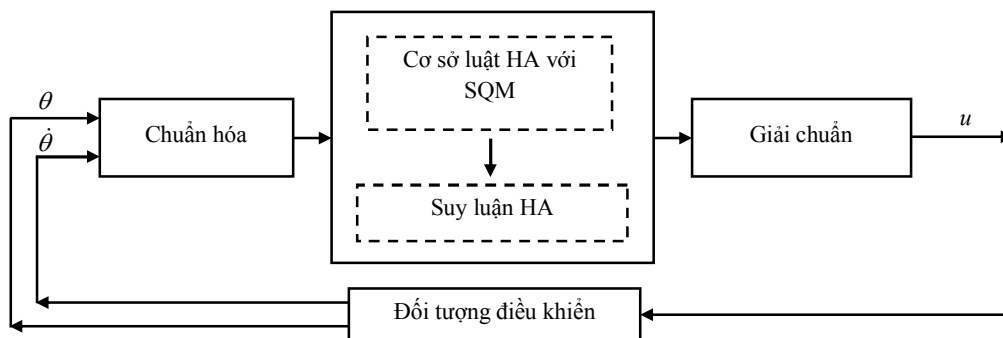 Cơ sở luật HA với
SQM
θ
θ̇
Chuẩn hóa
Giải chuẩn
u
Suy luận HA
Đối tượng điều khiển